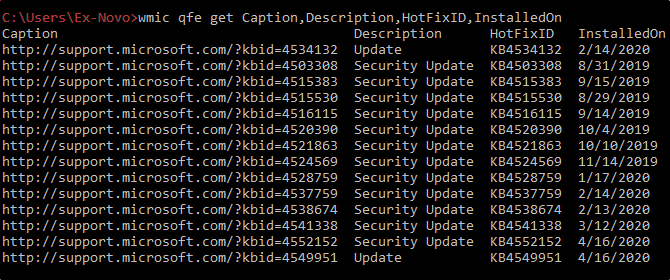 C:\Users\Ex-Novo>wmic qfe get Caption,Description,HotFixID,InstalledOn
Caption Description HotFixID InstalledOn
http://support.microsoft.com/?kbid=4534132 Update KB4534132 2/14/2020
http://support.microsoft.com/?kbid=4503308 Security Update KB4503308 8/31/2019
http://support.microsoft.com/?kbid=4515383 Security Update KB4515383 9/15/2019
http://support.microsoft.com/?kbid=4515530 Security Update KB4515530 8/29/2019
http://support.microsoft.com/?kbid=4516115 Security Update KB4516115 9/14/2019
http://support.microsoft.com/?kbid=4520390 Security Update KB4520390 10/4/2019
http://support.microsoft.com/?kbid=4521863 Security Update KB4521863 10/10/2019
http://support.microsoft.com/?kbid=4524569 Security Update KB4524569 11/14/2019
http://support.microsoft.com/?kbid=4528759 Security Update KB4528759 1/17/2020
http://support.microsoft.com/?kbid=4537759 Security Update KB4537759 2/14/2020
http://support.microsoft.com/?kbid=4538674 Security Update KB4538674 2/13/2020
http://support.microsoft.com/?kbid=4541338 Security Update KB4541338 3/12/2020
http://support.microsoft.com/?kbid=4552152 Security Update KB4552152 4/16/2020
http://support.microsoft.com/?kbid=4549951 Update KB4549951 4/16/2020